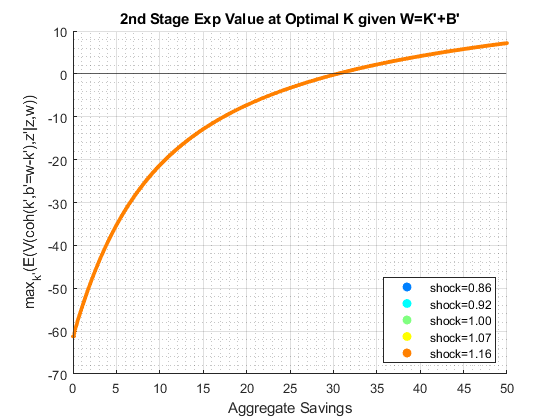 2nd Stage Exp Value at Optimal K given W=K'+B'
max_k'(E(V(coh(k',b'=w-k'),z'|z,w))
10
0
-10
-20
-30
-40
-50
-60
-70
0 5 10 15 20 25 30 35 40 45 50
Aggregate Savings
shock=0.86
shock=0.92
shock=1.00
shock=1.07
shock=1.16